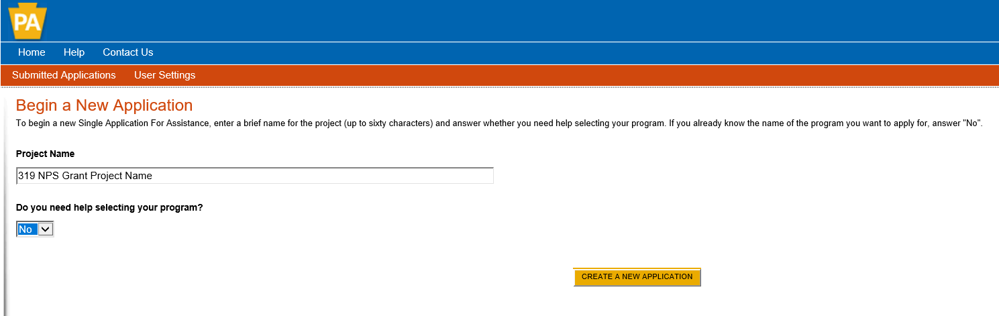 PA
Home Help Contact Us
Submitted Applications User Settings
Begin a New Application
To begin a new Single Application For Assistance, enter a brief name for the project (up to sixty characters) and answer whether you need help selecting your program. If you already know the name of the program you want to apply for, answer "No".
Project Name
319 NPS Grant Project Name
Do you need help selecting your program?
No
CREATE A NEW APPLICATION